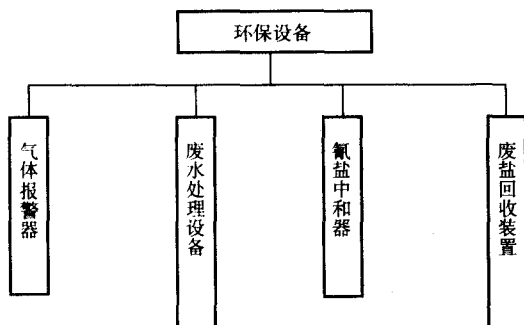 环保设备
气体报警器
废水处理设备
氰盐中和器
废盐回收装置